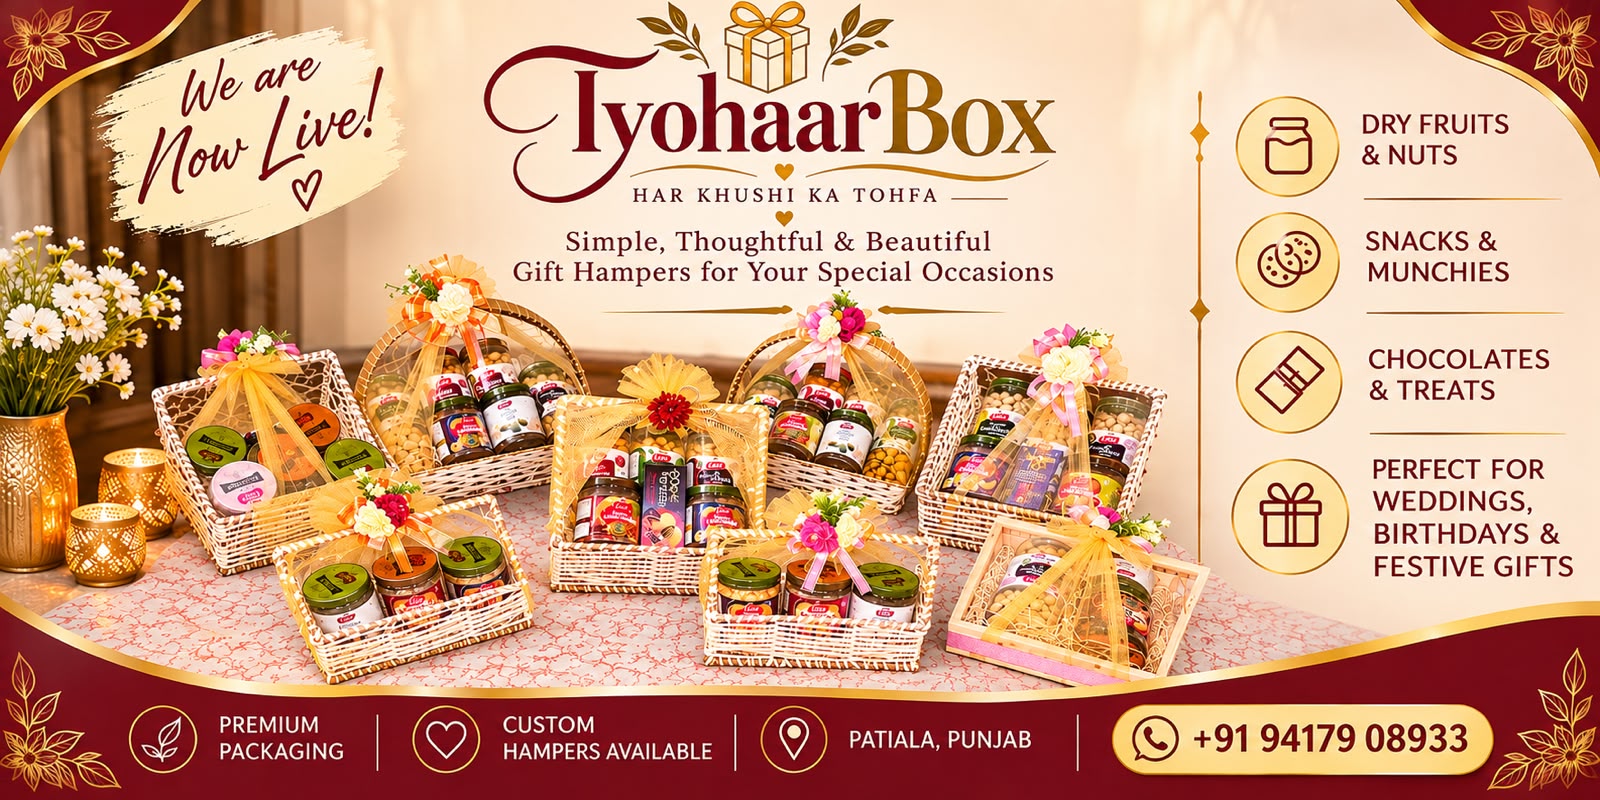 We are
Now Live!
TyohaarBox
HAR KHUSHI KA TOHFA
Simple, Thoughtful & Beautiful
Gift Hampers for Your Special Occasions
DRY FRUITS
& NUTS
SNACKS &
MUNCHIES
CHOCOLATES
& TREATS
PERFECT FOR
WEDDINGS,
BIRTHDAYS &
FESTIVE GIFTS
PREMIUM
PACKAGING
CUSTOM
HAMPERS AVAILABLE
PATIALA, PUNJAB
+91 94179 08933